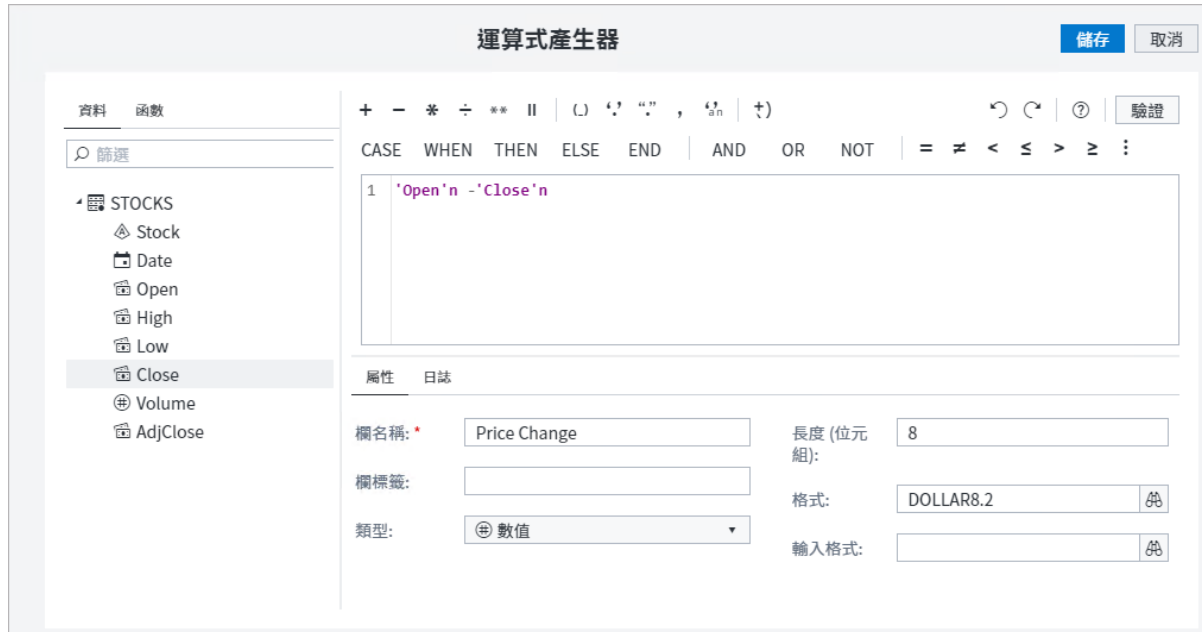 運算式產生器
儲存 取消
資料 函數
篩選
STOCKS
Stock
Date
Open
High
Low
Close
Volume
AdjClose
+ − * ÷ ** II (_) ‘,’ “,” , ‘,’an +) 驗證
CASE WHEN THEN ELSE END AND OR NOT = ≠ < ≤ > ≥ ⋮
1 'Open'n -'Close'n
屬性 日誌
欄名稱: * Price Change
欄標籤:
類型: 數值
長度 (位元
組): 8
格式: DOLLAR8.2
輸入格式: